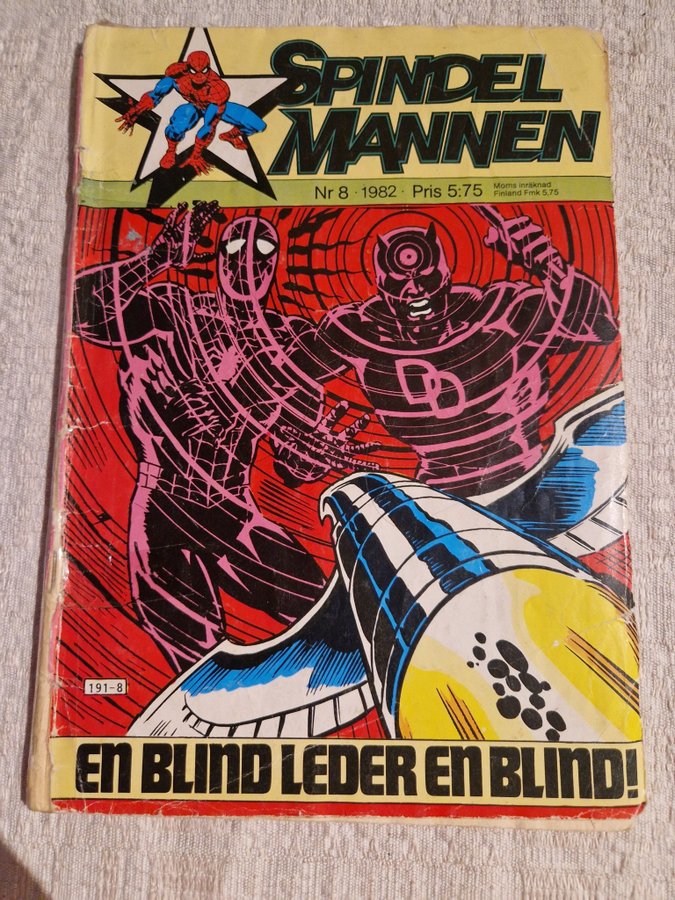 SPINDEL
MANNEN
Nr 8 · 1982 · Pris 5:75 Moms inräknad
Finland Fmk 5,75
DD
191-8
EN BLIND LEDER EN BLIND!